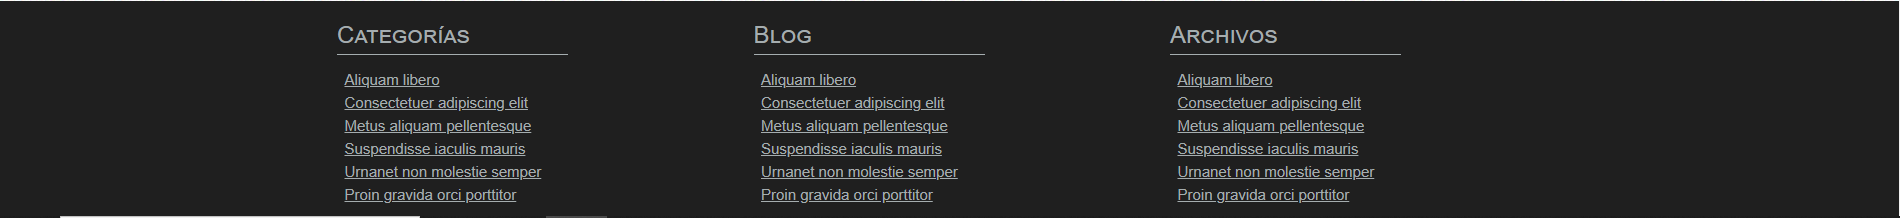 Categorías
Aliquam libero
Consectetuer adipiscing elit
Metus aliquam pellentesque
Suspendisse iaculis mauris
Urnanet non molestie semper
Proin gravida orci porttitor
Blog
Aliquam libero
Consectetuer adipiscing elit
Metus aliquam pellentesque
Suspendisse iaculis mauris
Urnanet non molestie semper
Proin gravida orci porttitor
Archivos
Aliquam libero
Consectetuer adipiscing elit
Metus aliquam pellentesque
Suspendisse iaculis mauris
Urnanet non molestie semper
Proin gravida orci porttitor